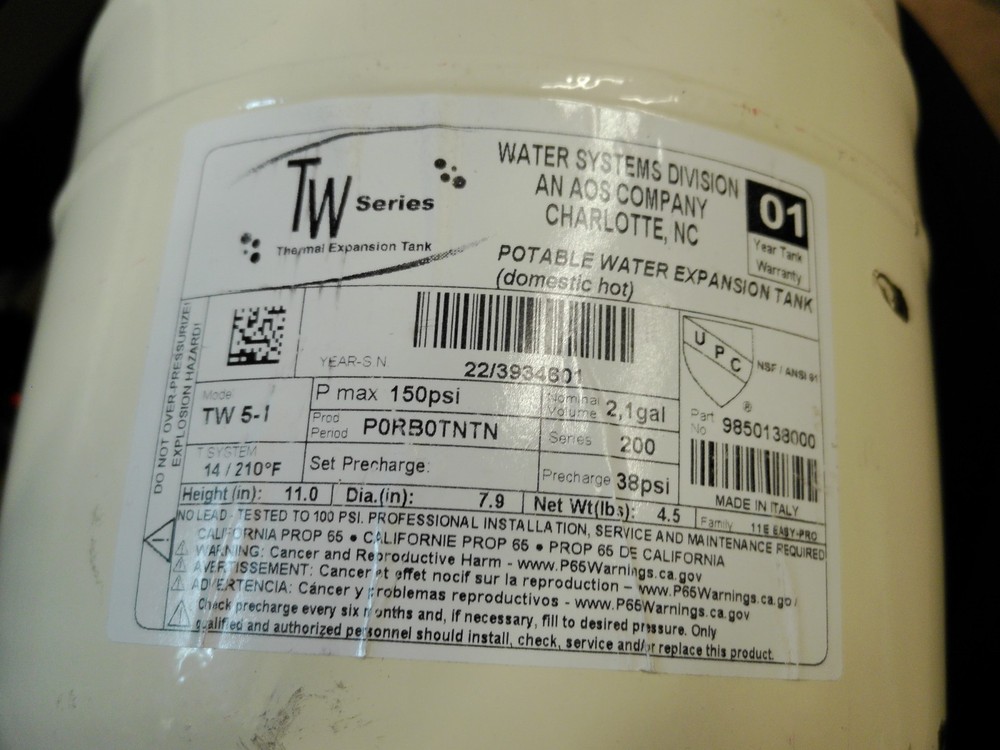 TW Series
Thermal Expansion Tank
WATER SYSTEMS DIVISION
AN AOS COMPANY
CHARLOTTE, NC
01
Year Tank
Warranty
POTABLE WATER EXPANSION TANK
(domestic hot)
DO NOT OVER-PRESSURIZE!
EXPLOSION HAZARD!
YEAR-S.N.
22/3934601
UPC
®
NSF / ANSI 61
Model
TW 5-1
P max 150psi
Nominal
Volume 2,1gal
Part
No 9850138000
Prod
Period P0RB0TNTN
Series 200
T SYSTEM
14 / 210°F
Set Precharge:
Precharge 38psi
MADE IN ITALY
Height (in): 11.0 Dia.(in): 7.9 Net Wt(lbs): 4.5 Family 11E EASY-PRO
NO LEAD - TESTED TO 100 PSI. PROFESSIONAL INSTALLATION, SERVICE AND MAINTENANCE REQUIRED
CALIFORNIA PROP 65 • CALIFORNIE PROP 65 • PROP 65 DE CALIFORNIA
WARNING: Cancer and Reproductive Harm - www.P65Warnings.ca.gov
AVERTISSEMENT: Cancer et effet nocif sur la reproduction - www.P65Warnings.ca.gov
ADVERTENCIA: Cáncer y problemas reproductivos - www.P65Warnings.ca.gov
Check precharge every six months and, if necessary, fill to desired pressure. Only
qualified and authorized personnel should install, check, service and/or replace this product.